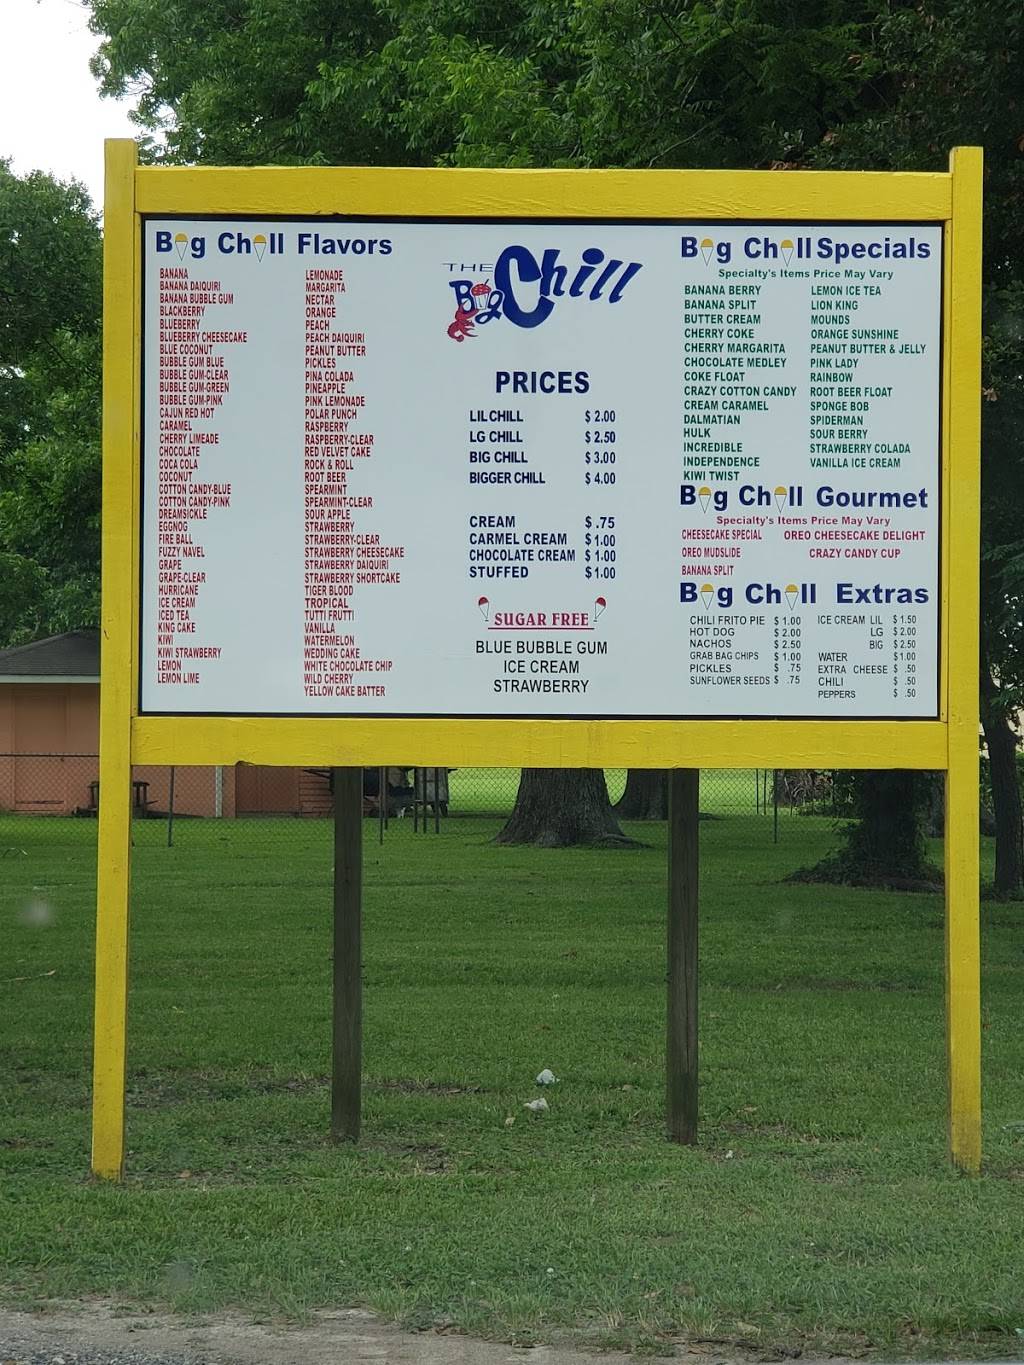 Big Chill Flavors
BANANA
BANANA DAIQUIRI
BANANA BUBBLE GUM
BLACKBERRY
BLUEBERRY
BLUEBERRY CHEESECAKE
BLUE COCONUT
BUBBLE GUM BLUE
BUBBLE GUM-CLEAR
BUBBLE GUM-GREEN
BUBBLE GUM-PINK
CAJUN RED HOT
CARAMEL
CHERRY LIMEADE
CHOCOLATE
COCA COLA
COCONUT
COTTON CANDY-BLUE
COTTON CANDY-PINK
DREAMSICKLE
EGGNOG
FIRE BALL
FUZZY NAVEL
GRAPE
GRAPE-CLEAR
HURRICANE
ICE CREAM
ICED TEA
KING CAKE
KIWI
KIWI STRAWBERRY
LEMON
LEMON LIME
LEMONADE
MARGARITA
NECTAR
ORANGE
PEACH
PEACH DAIQUIRI
PEANUT BUTTER
PICKLES
PINA COLADA
PINEAPPLE
PINK LEMONADE
POLAR PUNCH
RASPBERRY
RASPBERRY-CLEAR
RED VELVET CAKE
ROCK & ROLL
ROOT BEER
SPEARMINT
SPEARMINT-CLEAR
SOUR APPLE
STRAWBERRY
STRAWBERRY-CLEAR
STRAWBERRY CHEESECAKE
STRAWBERRY DAIQUIRI
STRAWBERRY SHORTCAKE
TIGER BLOOD
TROPICAL
TUTTI FRUTTI
VANILLA
WATERMELON
WEDDING CAKE
WHITE CHOCOLATE CHIP
WILD CHERRY
YELLOW CAKE BATTER
THE
Big Chill
PRICES
LIL CHILL $ 2.00
LG CHILL $ 2.50
BIG CHILL $ 3.00
BIGGER CHILL $ 4.00
CREAM $ .75
CARMEL CREAM $ 1.00
CHOCOLATE CREAM $ 1.00
STUFFED $ 1.00
SUGAR FREE
BLUE BUBBLE GUM
ICE CREAM
STRAWBERRY
Big Chill Specials
Specialty's Items Price May Vary
BANANA BERRY
BANANA SPLIT
BUTTER CREAM
CHERRY COKE
CHERRY MARGARITA
CHOCOLATE MEDLEY
COKE FLOAT
CRAZY COTTON CANDY
CREAM CARAMEL
DALMATIAN
HULK
INCREDIBLE
INDEPENDENCE
KIWI TWIST
LEMON ICE TEA
LION KING
MOUNDS
ORANGE SUNSHINE
PEANUT BUTTER & JELLY
PINK LADY
RAINBOW
ROOT BEER FLOAT
SPONGE BOB
SPIDERMAN
SOUR BERRY
STRAWBERRY COLADA
VANILLA ICE CREAM
Big Chill Gourmet
Specialty's Items Price May Vary
CHEESECAKE SPECIAL OREO CHEESECAKE DELIGHT
OREO MUDSLIDE CRAZY CANDY CUP
BANANA SPLIT
Big Chill Extras
CHILI FRITO PIE $ 1.00
HOT DOG $ 2.00
NACHOS $ 2.50
GRAB BAG CHIPS $ 1.00
PICKLES $ .75
SUNFLOWER SEEDS $ .75
ICE CREAM LIL $ 1.50
LG $ 2.00
BIG $ 2.50
WATER $ 1.00
EXTRA CHEESE $ .50
CHILI $ .50
PEPPERS $ .50